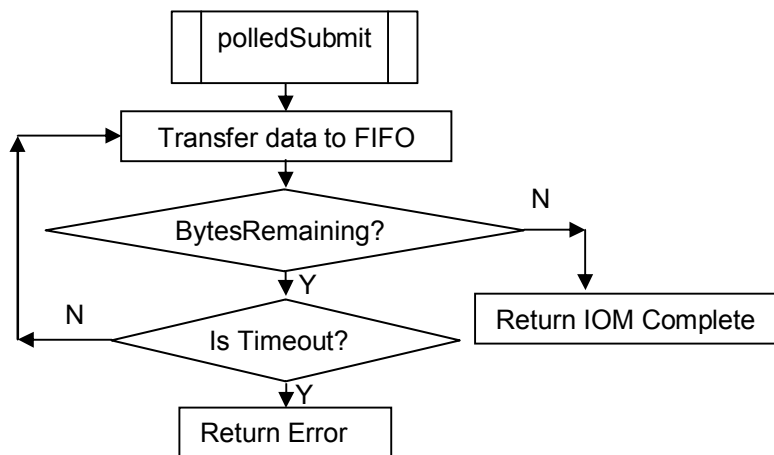 polledSubmit
Transfer data to FIFO
BytesRemaining?
N
Y
Return IOM Complete
N
Is Timeout?
Y
Return Error